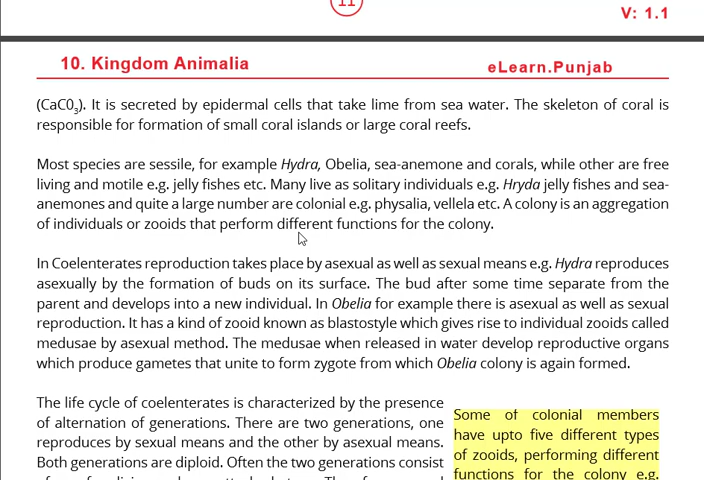 11
V: 1.1
10. Kingdom Animalia
eLearn.Punjab
(CaC0₃). It is secreted by epidermal cells that take lime from sea water. The skeleton of coral is
responsible for formation of small coral islands or large coral reefs.
Most species are sessile, for example Hydra, Obelia, sea-anemone and corals, while other are free
living and motile e.g. jelly fishes etc. Many live as solitary individuals e.g. Hryda jelly fishes and sea-
anemones and quite a large number are colonial e.g. physalia, vellela etc. A colony is an aggregation
of individuals or zooids that perform different functions for the colony.
In Coelenterates reproduction takes place by asexual as well as sexual means e.g. Hydra reproduces
asexually by the formation of buds on its surface. The bud after some time separate from the
parent and develops into a new individual. In Obelia for example there is asexual as well as sexual
reproduction. It has a kind of zooid known as blastostyle which gives rise to individual zooids called
medusae by asexual method. The medusae when released in water develop reproductive organs
which produce gametes that unite to form zygote from which Obelia colony is again formed.
The life cycle of coelenterates is characterized by the presence
of alternation of generations. There are two generations, one
reproduces by sexual means and the other by asexual means.
Both generations are diploid. Often the two generations consist
Some of colonial members
have upto five different types
of zooids, performing different
functions for the colony e.g.